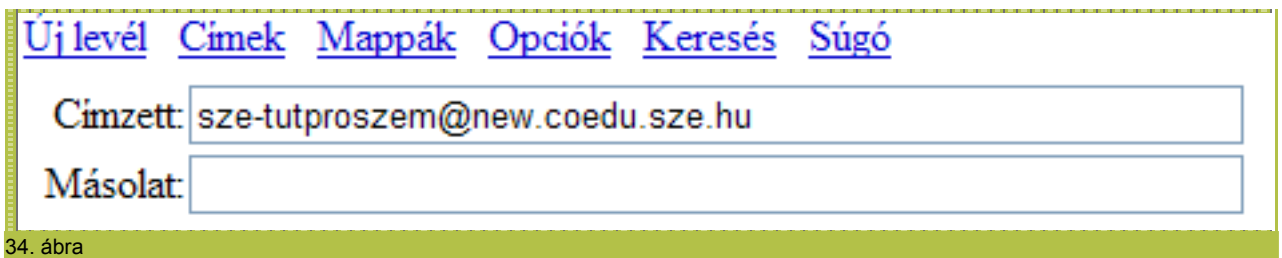 Új levél Címek Mappák Opciók Keresés Súgó
Címzett: sze-tutproszem@new.coedu.sze.hu
Másolat:
34. ábra